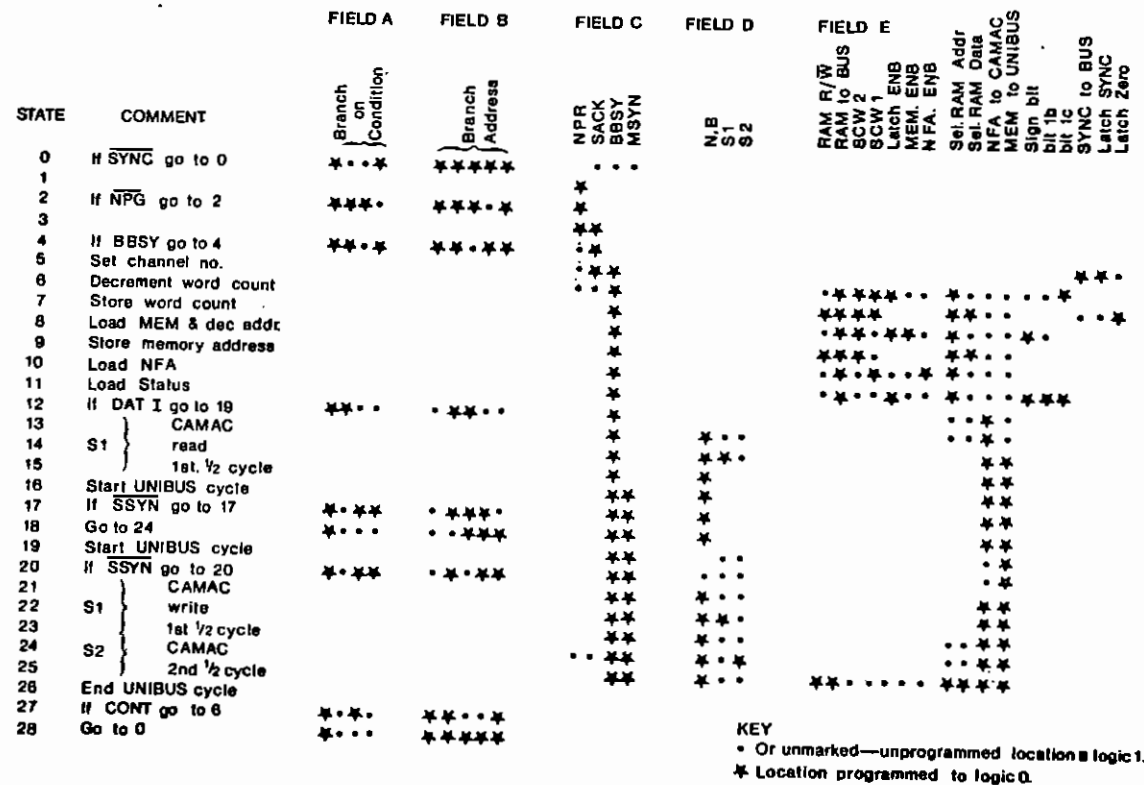 FIELD A FIELD B FIELD C FIELD D FIELD E
STATE COMMENT
Branch on Condition
Branch Address
NPR
SACK
BBSY
MSYN
N,B
S1
S2
RAM R/W̅
RAM to BUS
SCW 2
SCW 1
Latch ENB
MEM. ENB
NFA. ENB
Sel. RAM Addr
Sel. RAM Data
NFA to CAMAC
MEM to UNIBUS
Sign bit
bit 1b
bit 1c
SYNC to BUS
Latch SYNC
Latch Zero
0 If S̅Y̅N̅C̅ go to 0
1
2 If N̅P̅G̅ go to 2
3
4 If BBSY go to 4
5 Set channel no.
6 Decrement word count
7 Store word count
8 Load MEM & dec addr.
9 Store memory address
10 Load NFA
11 Load Status
12 If DAT I go to 19
13 CAMAC
14 S1 read
15 1st. ½ cycle
16 Start UNIBUS cycle
17 If S̅S̅Y̅N̅ go to 17
18 Go to 24
19 Start UNIBUS cycle
20 If S̅S̅Y̅N̅ go to 20
21 CAMAC
22 S1 write
23 1st ½ cycle
24 S2 CAMAC
25 2nd ½ cycle
26 End UNIBUS cycle
27 If CONT go to 6
28 Go to 0
KEY
• Or unmarked—unprogrammed location = logic 1.
★ Location programmed to logic 0.